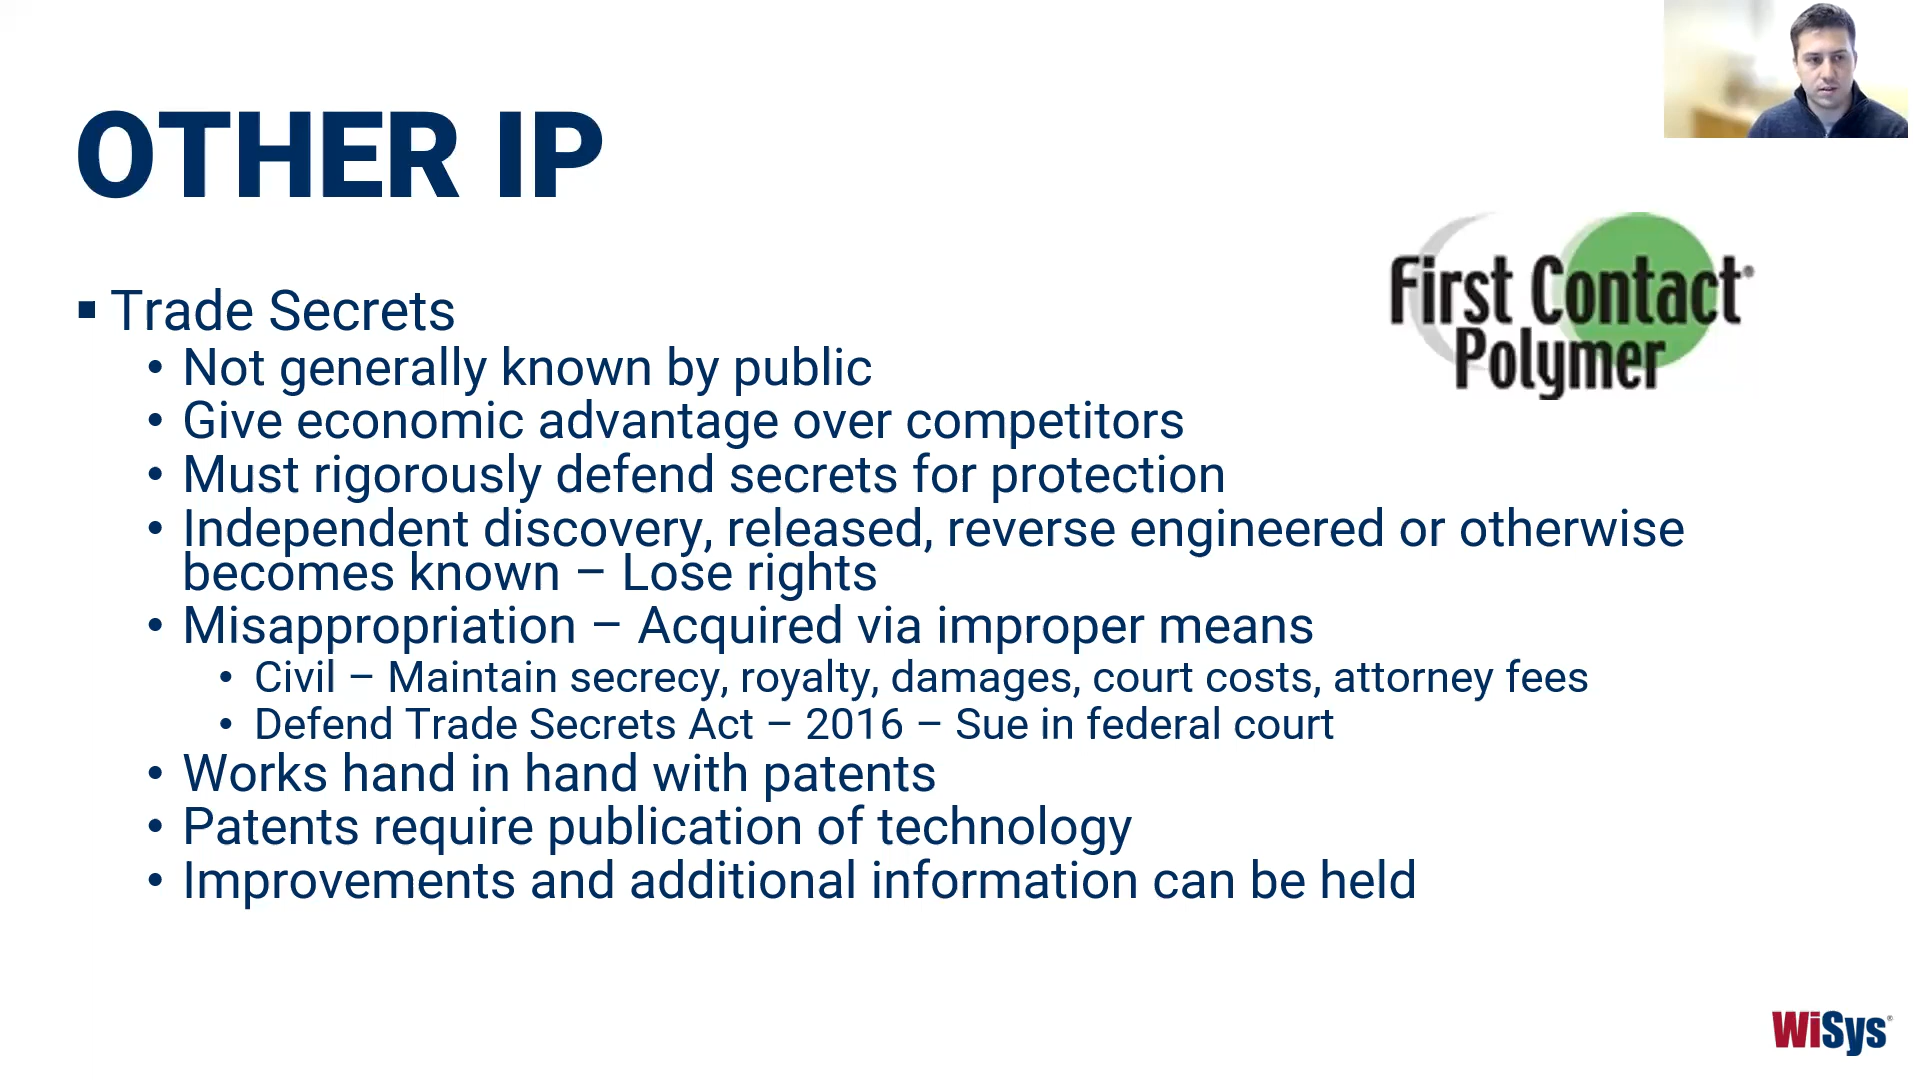 OTHER IP
First Contact®
Polymer
▪ Trade Secrets
• Not generally known by public
• Give economic advantage over competitors
• Must rigorously defend secrets for protection
• Independent discovery, released, reverse engineered or otherwise
becomes known – Lose rights
• Misappropriation – Acquired via improper means
• Civil – Maintain secrecy, royalty, damages, court costs, attorney fees
• Defend Trade Secrets Act – 2016 – Sue in federal court
• Works hand in hand with patents
• Patents require publication of technology
• Improvements and additional information can be held
WiSys®